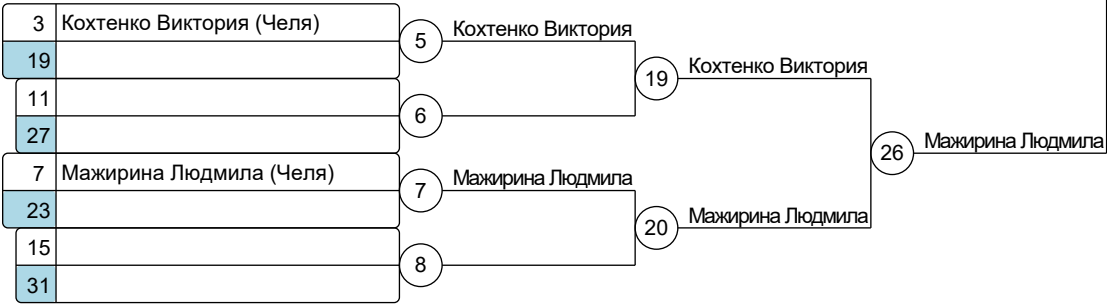 3 Кохтенко Виктория (Челя)
5 Кохтенко Виктория
19
19 Кохтенко Виктория
11
6
27
26 Мажирина Людмила
7 Мажирина Людмила (Челя)
7 Мажирина Людмила
23
20 Мажирина Людмила
15
8
31